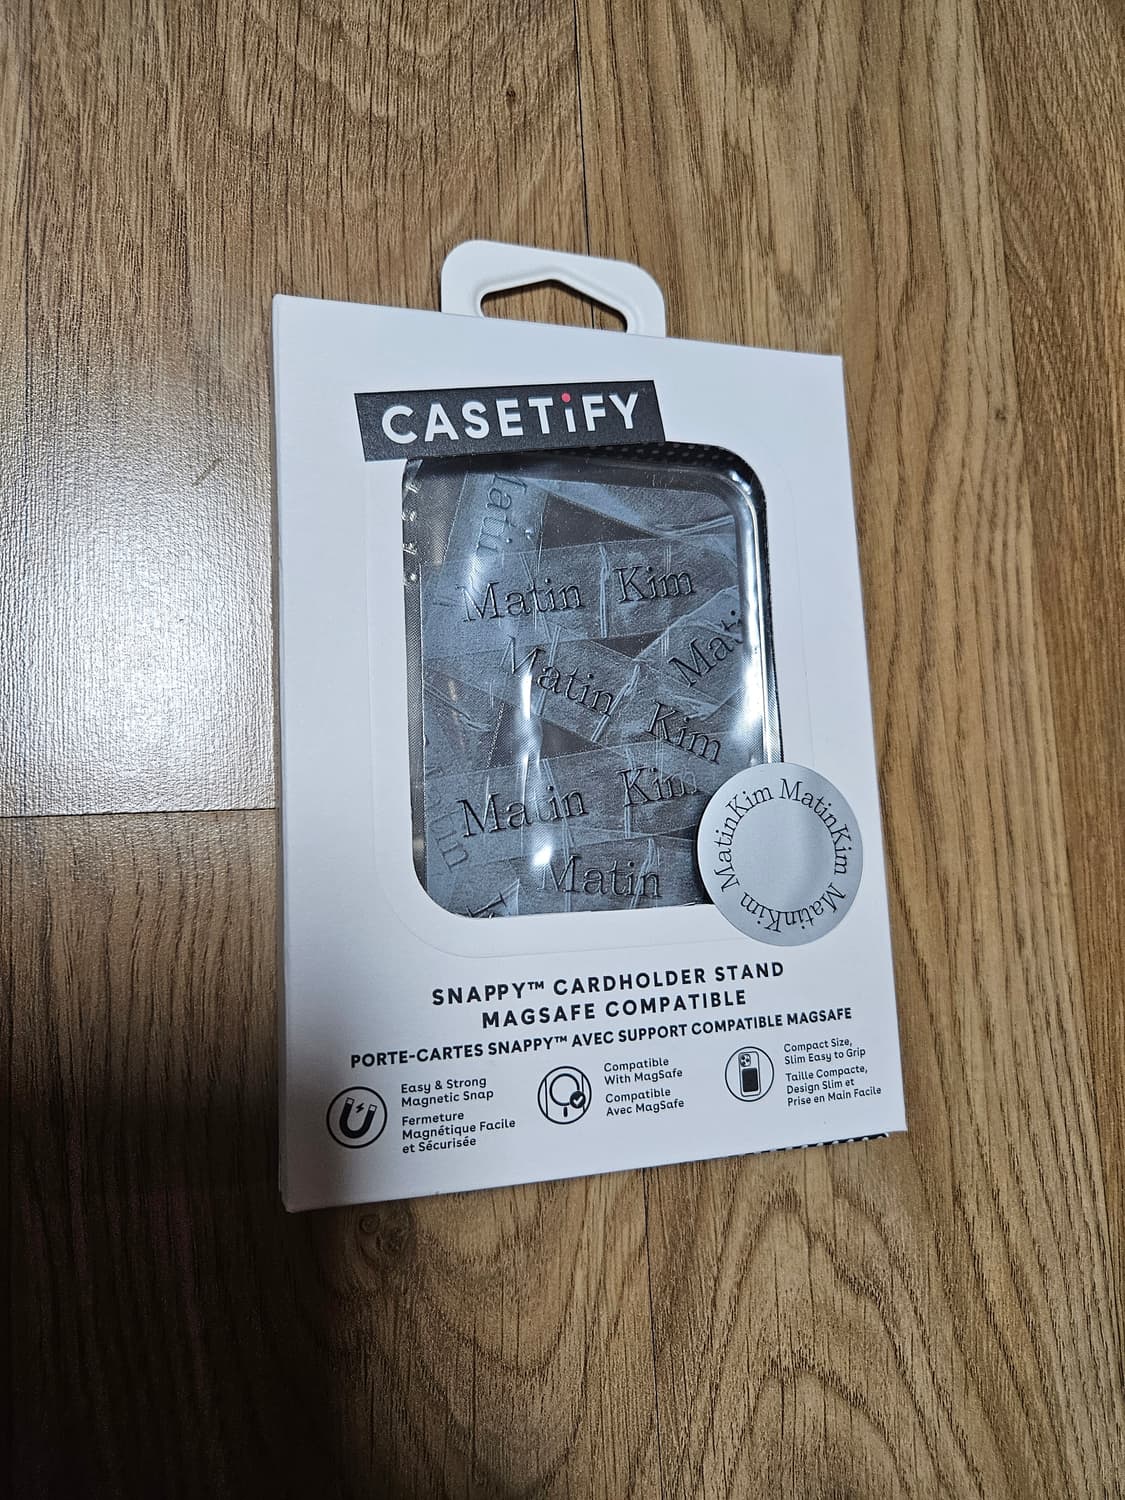 CASETiFY
Matin
Matin Kim
Mati
Matin Kim
Matin Kim
Matin
MatinKim MatinKim MatinKim MatinKim
SNAPPY™ CARDHOLDER STAND
MAGSAFE COMPATIBLE
PORTE-CARTES SNAPPY™ AVEC SUPPORT COMPATIBLE MAGSAFE
Easy & Strong
Magnetic Snap
Fermeture
Magnétique Facile
et Sécurisée
Compatible
With MagSafe
Compatible
Avec MagSafe
Compact Size,
Slim Easy to Grip
Taille Compacte,
Design Slim et
Prise en Main Facile